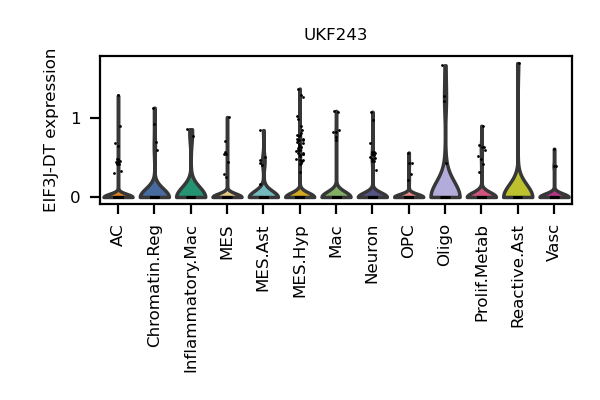 UKF243
EIF3J-DT expression
1
0
AC
Chromatin.Reg
Inflammatory.Mac
MES
MES.Ast
MES.Hyp
Mac
Neuron
OPC
Oligo
Prolif.Metab
Reactive.Ast
Vasc